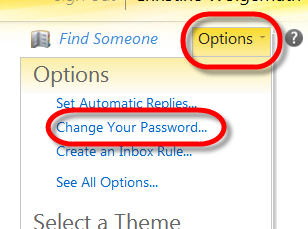 Find Someone Options
Options
Set Automatic Replies...
Change Your Password...
Create an Inbox Rule...
See All Options...
Select a Theme